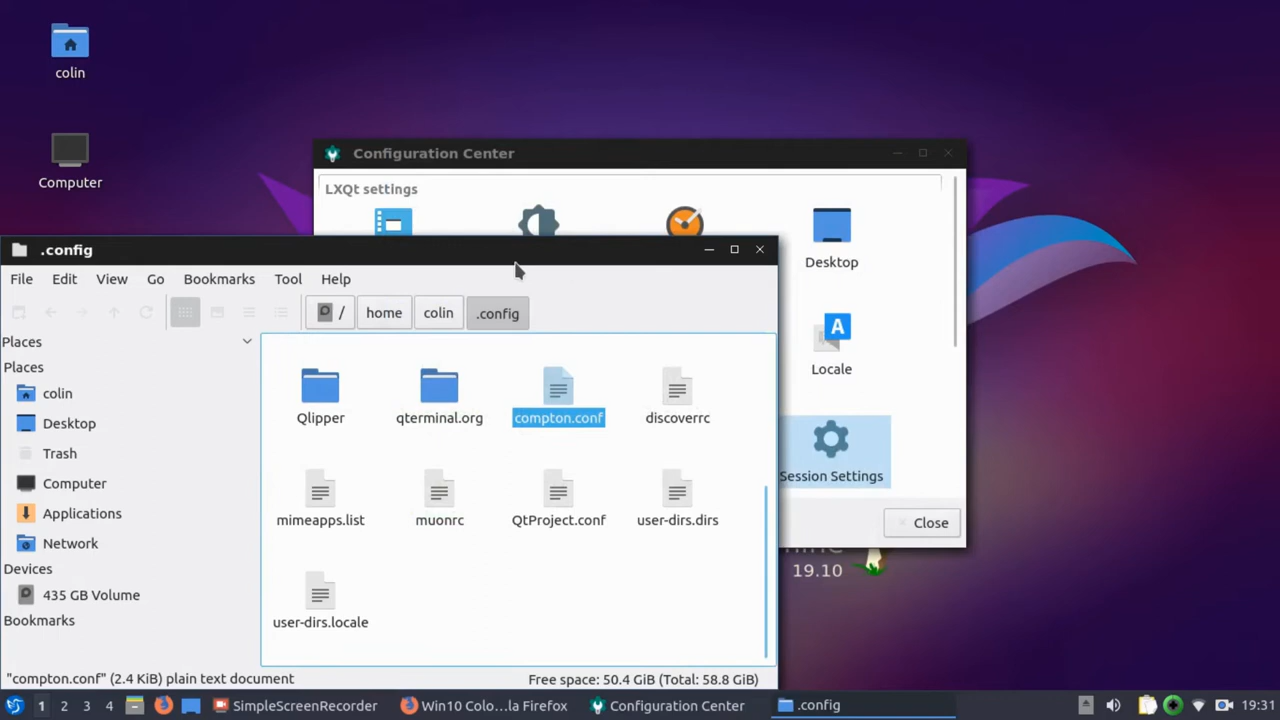 colin
Computer
Configuration Center
LXQt settings
Desktop
Locale
Session Settings
Close
19.10
.config
File Edit View Go Bookmarks Tool Help
/ home colin .config
Places
Places
colin
Desktop
Trash
Computer
Applications
Network
Devices
435 GB Volume
Bookmarks
Qlipper qterminal.org compton.conf discoverrc
mimeapps.list muonrc QtProject.conf user-dirs.dirs
user-dirs.locale
"compton.conf" (2.4 KiB) plain text document Free space: 50.4 GiB (Total: 58.8 GiB)
1 2 3 4 SimpleScreenRecorder Win10 Colo...la Firefox Configuration Center .config 19:31